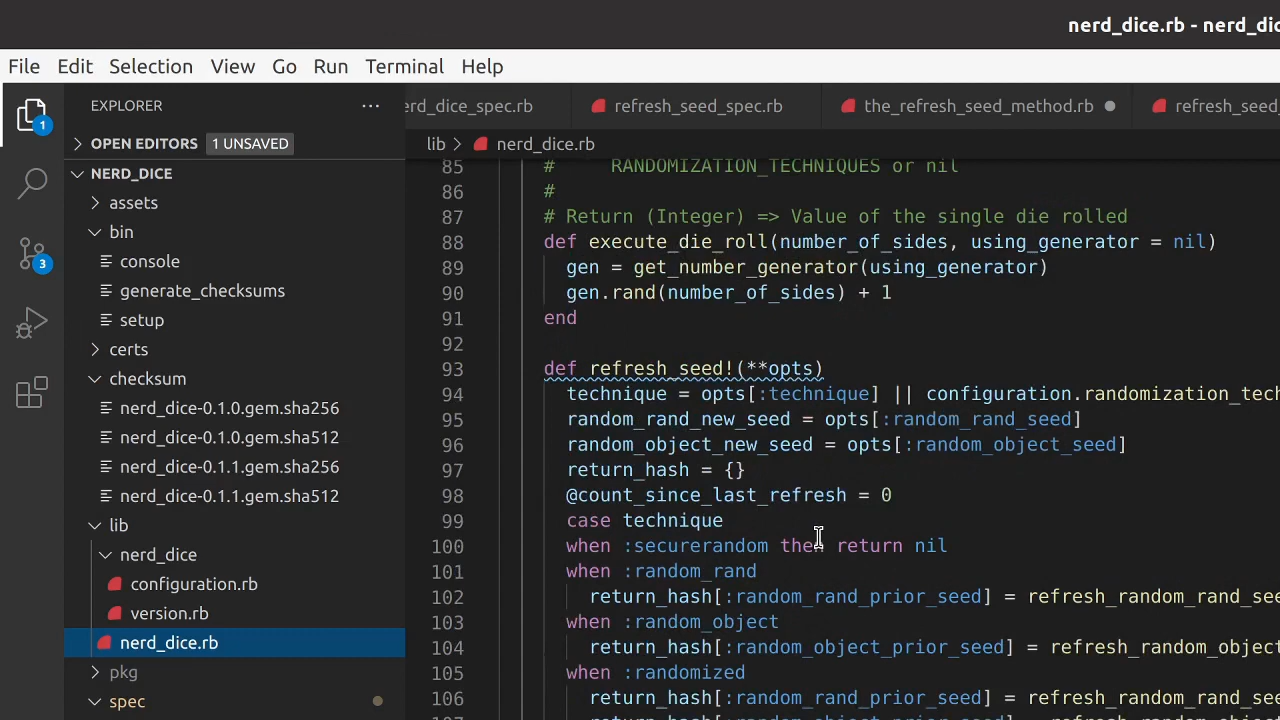 nerd_dice.rb - nerd_dic
File Edit Selection View Go Run Terminal Help
EXPLORER ...
erd_dice_spec.rb refresh_seed_spec.rb the_refresh_seed_method.rb refresh_seed_
1
OPEN EDITORS 1 UNSAVED
lib > nerd_dice.rb
NERD_DICE
assets
bin
console
3
generate_checksums
setup
certs
checksum
nerd_dice-0.1.0.gem.sha256
nerd_dice-0.1.0.gem.sha512
nerd_dice-0.1.1.gem.sha256
nerd_dice-0.1.1.gem.sha512
lib
nerd_dice
configuration.rb
version.rb
nerd_dice.rb
pkg
spec
85 # RANDOMIZATION_TECHNIQUES or nil
86 #
87 # Return (Integer) => Value of the single die rolled
88 def execute_die_roll(number_of_sides, using_generator = nil)
89 gen = get_number_generator(using_generator)
90 gen.rand(number_of_sides) + 1
91 end
92
93 def refresh_seed!(**opts)
94 technique = opts[:technique] || configuration.randomization_tech
95 random_rand_new_seed = opts[:random_rand_seed]
96 random_object_new_seed = opts[:random_object_seed]
97 return_hash = {}
98 @count_since_last_refresh = 0
99 case technique
100 when :securerandom then return nil
101 when :random_rand
102 return_hash[:random_rand_prior_seed] = refresh_random_rand_see
103 when :random_object
104 return_hash[:random_object_prior_seed] = refresh_random_object
105 when :randomized
106 return_hash[:random_rand_prior_seed] = refresh_random_rand_see